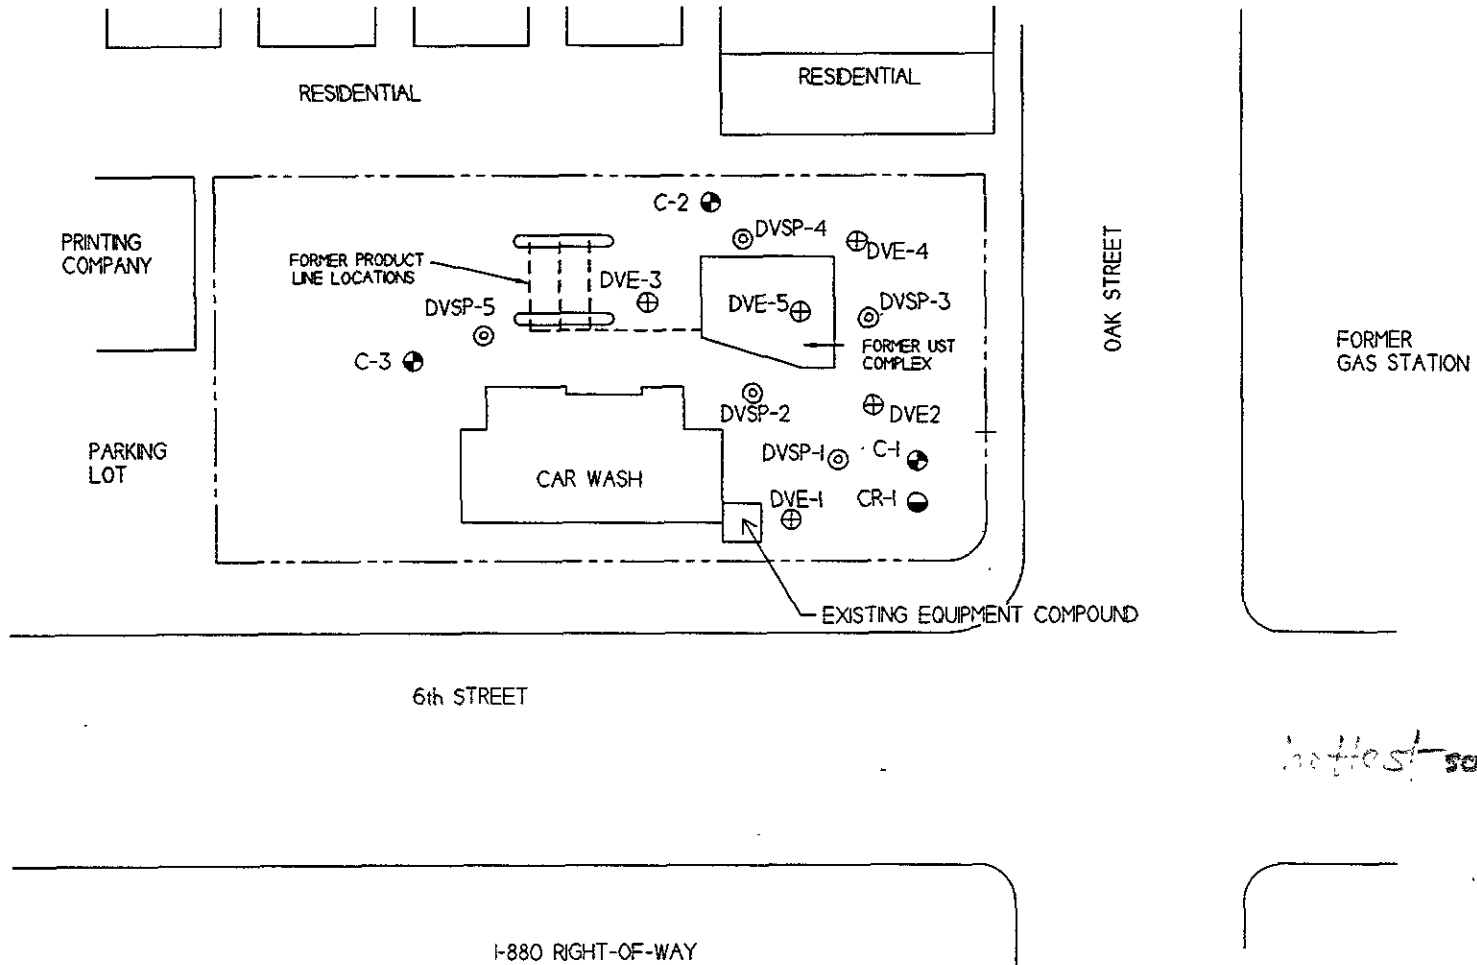 RESIDENTIAL
RESIDENTIAL
PRINTING
COMPANY
C-2
DVSP-4
DVE-4
FORMER PRODUCT
LINE LOCATIONS
DVE-3
DVE-5
DVSP-3
DVSP-5
C-3
FORMER UST
COMPLEX
OAK STREET
FORMER
GAS STATION
DVSP-2
DVE2
PARKING
LOT
CAR WASH
DVSP-1
C-1
DVE-1
CR-1
EXISTING EQUIPMENT COMPOUND
6th STREET
hottest
I-880 RIGHT-OF-WAY